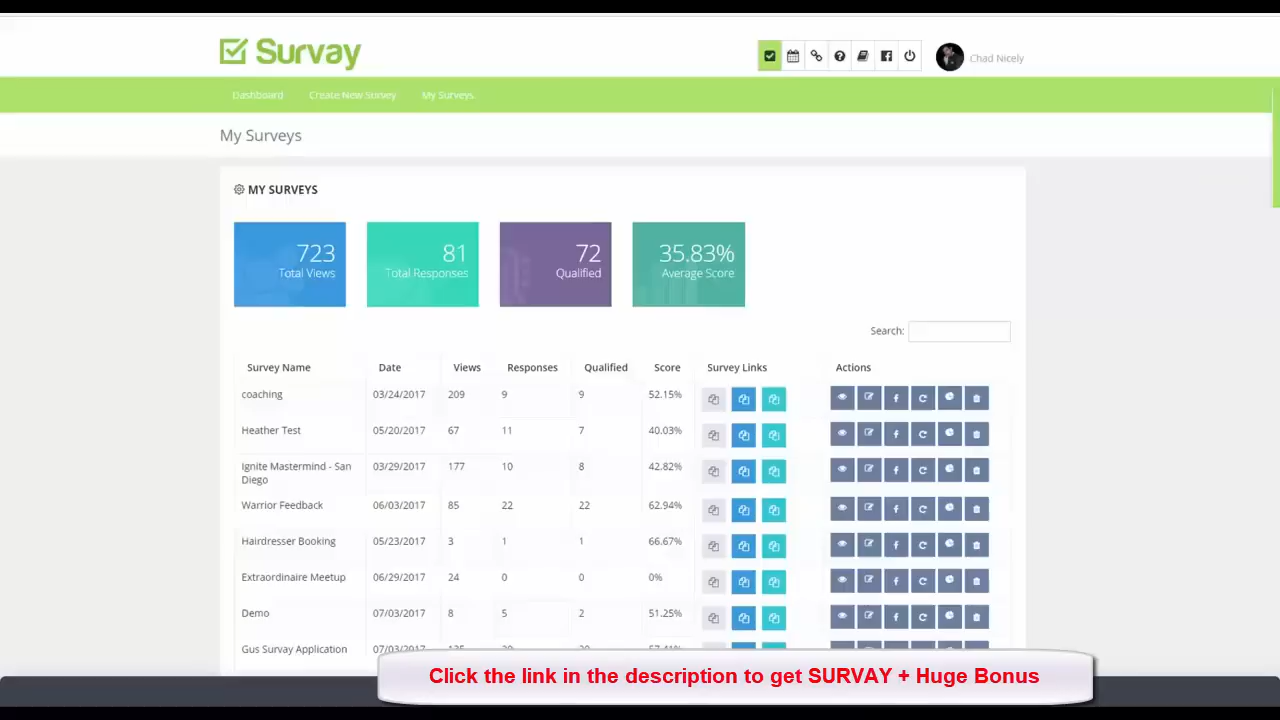 Survay
Chad Nicely
Dashboard Create New Survey My Surveys
My Surveys
MY SURVEYS
723 81 72 35.83%
Total Views Total Responses Qualified Average Score
Search:
Survey Name Date Views Responses Qualified Score Survey Links Actions
coaching 03/24/2017 209 9 9 52.15%
Heather Test 05/20/2017 67 11 7 40.03%
Ignite Mastermind - San 03/29/2017 177 10 8 42.82%
Diego
Warrior Feedback 06/03/2017 85 22 22 62.94%
Hairdresser Booking 05/23/2017 3 1 1 66.67%
Extraordinaire Meetup 06/29/2017 24 0 0 0%
Demo 07/03/2017 8 5 2 51.25%
Gus Survay Application
Click the link in the description to get SURVAY + Huge Bonus